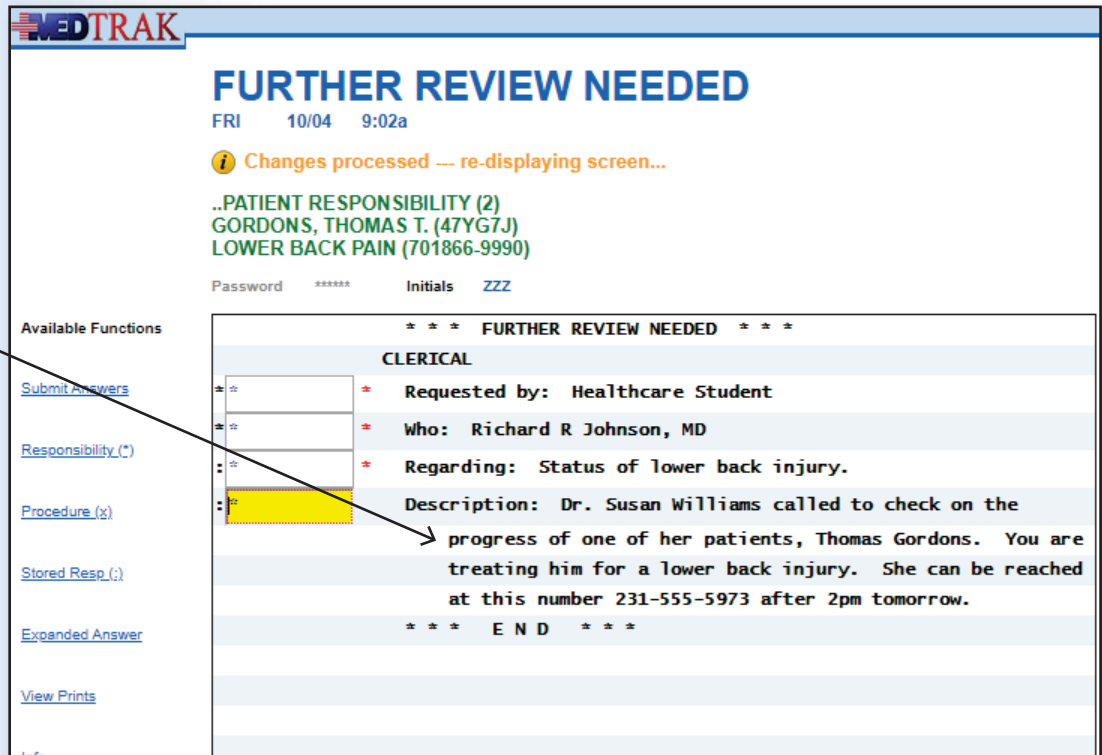 MEDTRAK
FURTHER REVIEW NEEDED
FRI 10/04 9:02a
i Changes processed --- re-displaying screen...
..PATIENT RESPONSIBILITY (2)
GORDONS, THOMAS T. (47YG7J)
LOWER BACK PAIN (701866-9990)
Password ****** Initials ZZZ
Available Functions
* * * FURTHER REVIEW NEEDED * * *
CLERICAL
Submit Answers
* * * Requested by: Healthcare Student
* * * Who: Richard R Johnson, MD
Responsibility (*)
: * * Regarding: Status of lower back injury.
Procedure (x)
: * Description: Dr. Susan Williams called to check on the
progress of one of her patients, Thomas Gordons. You are
Stored Resp (:)
treating him for a lower back injury. She can be reached
at this number 231-555-5973 after 2pm tomorrow.
Expanded Answer
* * * E N D * * *
View Prints